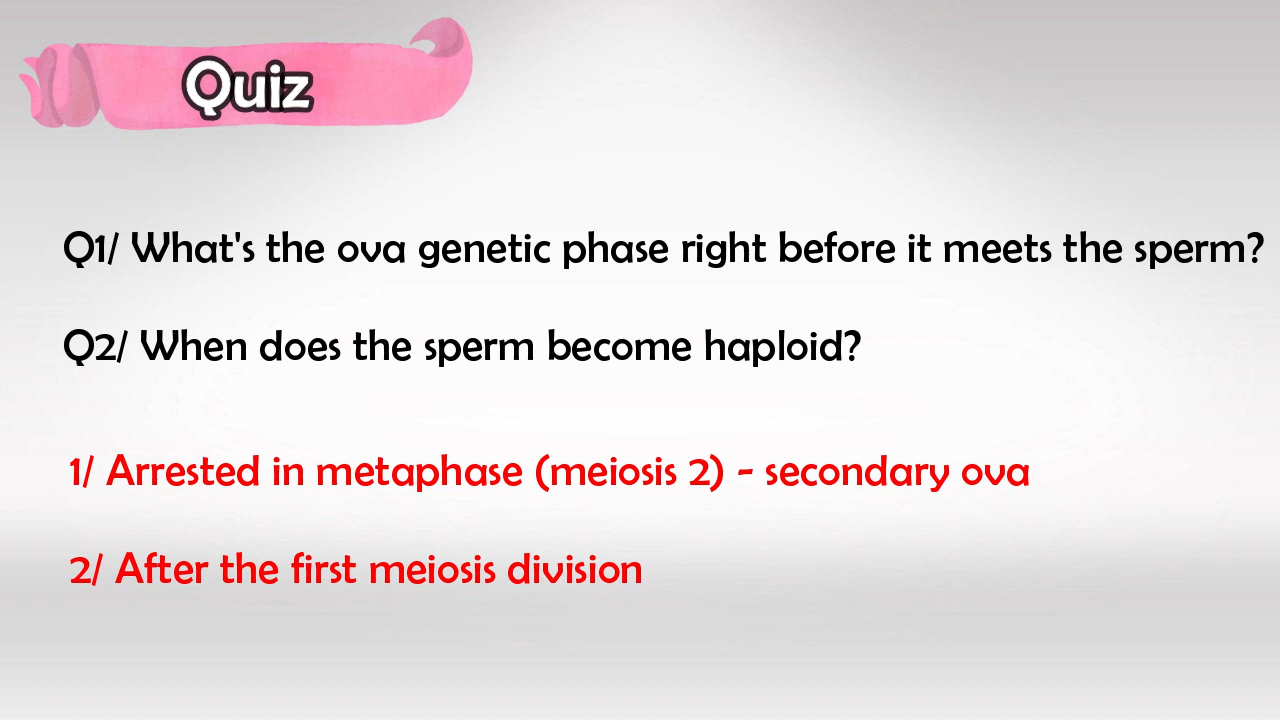 Quiz
Q1/ What's the ova genetic phase right before it meets the sperm?
Q2/ When does the sperm become haploid?
1/ Arrested in metaphase (meiosis 2) - secondary ova
2/ After the first meiosis division